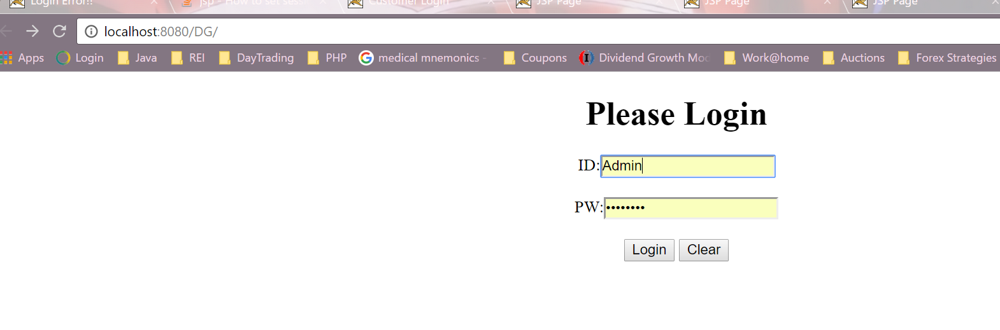 Login Error!! jsp - How to set sessi Customer Login JSP Page JSP Page JSP Page
localhost:8080/DG/
Apps Login Java REI DayTrading PHP medical mnemonics - Coupons Dividend Growth Mod Work@home Auctions Forex Strategies
Please Login
ID:Admin
PW:••••••••
Login Clear